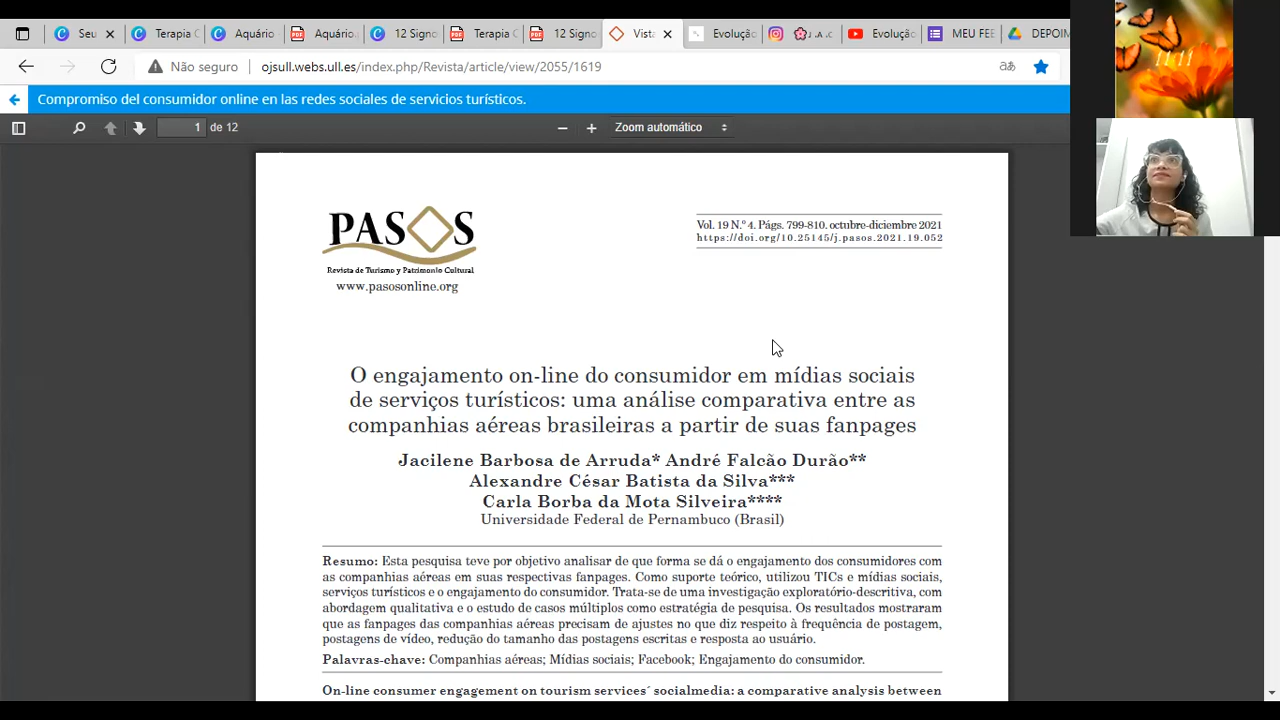 Seu
Terapia
Aquário
Aquário
12 Signo
Terapia
12 Signo
Vista
Evolução
J.A.
Evolução
MEU FEE
DEPOIM
Não seguro
ojsull.webs.ull.es/index.php/Revista/article/view/2055/1619
Compromiso del consumidor online en las redes sociales de servicios turísticos.
1 de 12
Zoom automático
11 11
PASOS
Revista de Turismo y Patrimonio Cultural
www.pasosonline.org
Vol. 19 N.º 4. Págs. 799-810. octubre-diciembre 2021
https://doi.org/10.25145/j.pasos.2021.19.052
O engajamento on-line do consumidor em mídias sociais
de serviços turísticos: uma análise comparativa entre as
companhias aéreas brasileiras a partir de suas fanpages
Jacilene Barbosa de Arruda* André Falcão Durão**
Alexandre César Batista da Silva***
Carla Borba da Mota Silveira****
Universidade Federal de Pernambuco (Brasil)
Resumo: Esta pesquisa teve por objetivo analisar de que forma se dá o engajamento dos consumidores com
as companhias aéreas em suas respectivas fanpages. Como suporte teórico, utilizou TICs e mídias sociais,
serviços turísticos e o engajamento do consumidor. Trata-se de uma investigação exploratório-descritiva, com
abordagem qualitativa e o estudo de casos múltiplos como estratégia de pesquisa. Os resultados mostraram
que as fanpages das companhias aéreas precisam de ajustes no que diz respeito à frequência de postagem,
postagens de vídeo, redução do tamanho das postagens escritas e resposta ao usuário.
Palavras-chave: Companhias aéreas; Mídias sociais; Facebook; Engajamento do consumidor.
On-line consumer engagement on tourism services´ socialmedia: a comparative analysis between